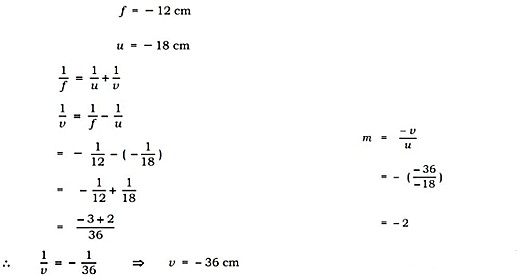 f = − 12 cm
u = − 18 cm
1/f = 1/u + 1/v
1/v = 1/f − 1/u
= − 1/12 − (− 1/18)
= − 1/12 + 1/18
= (−3 + 2)/36
∴ 1/v = − 1/36 ⇒ v = − 36 cm
m = −v/u
= − (−36/−18)
= − 2